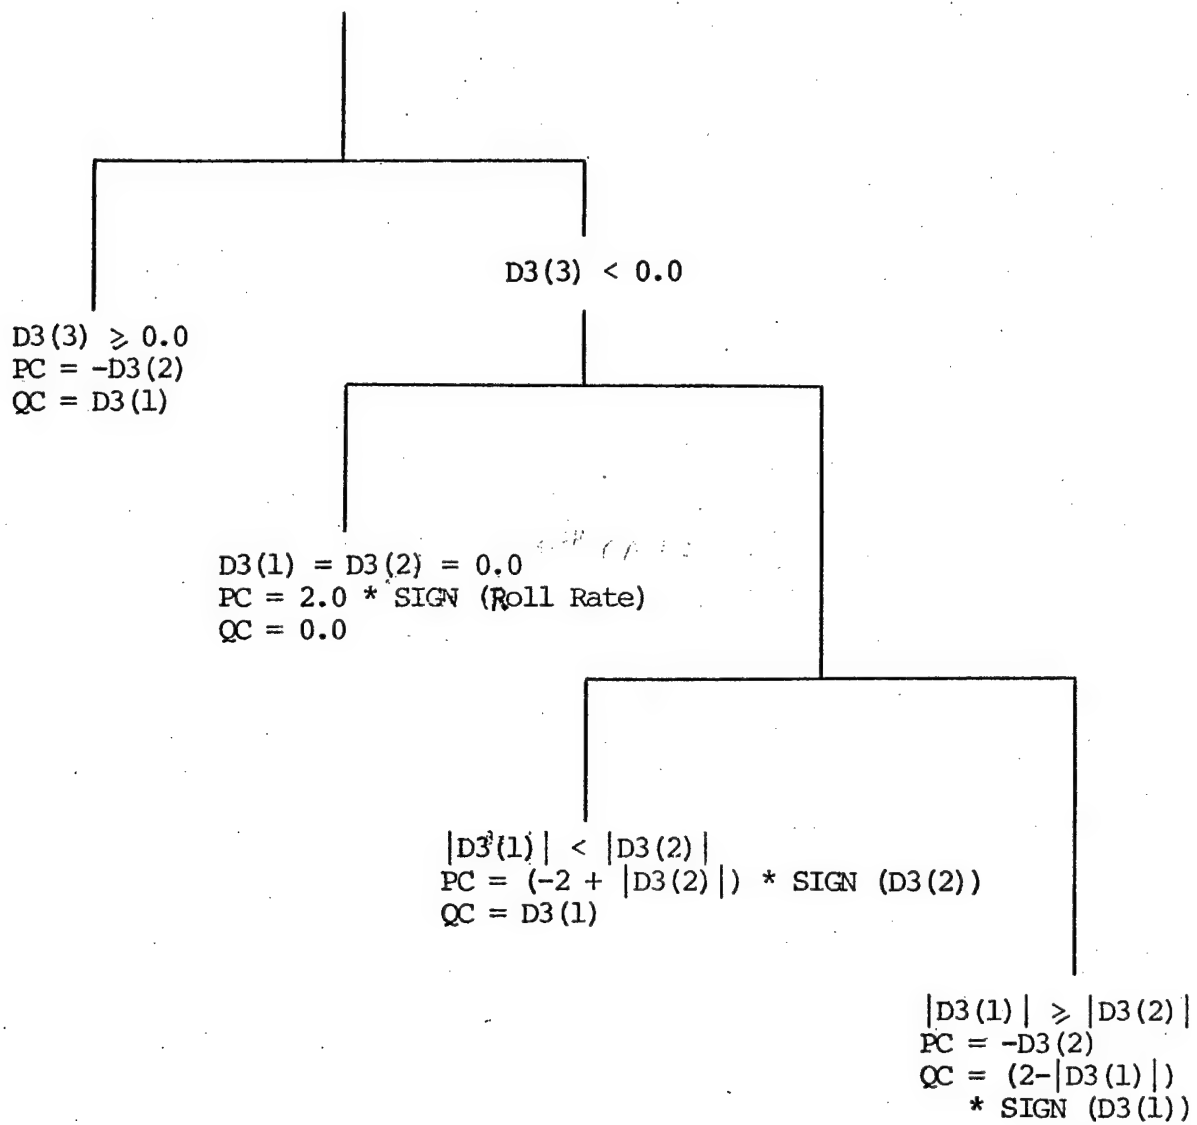 D3(3) < 0.0
D3(3) ⩾ 0.0
PC = -D3(2)
QC = D3(1)
D3(1) = D3(2) = 0.0
PC = 2.0 * SIGN (Roll Rate)
QC = 0.0
|D3(1)| < |D3(2)|
PC = (-2 + |D3(2)|) * SIGN (D3(2))
QC = D3(1)
|D3(1)| ⩾ |D3(2)|
PC = -D3(2)
QC = (2-|D3(1)|)
* SIGN (D3(1))